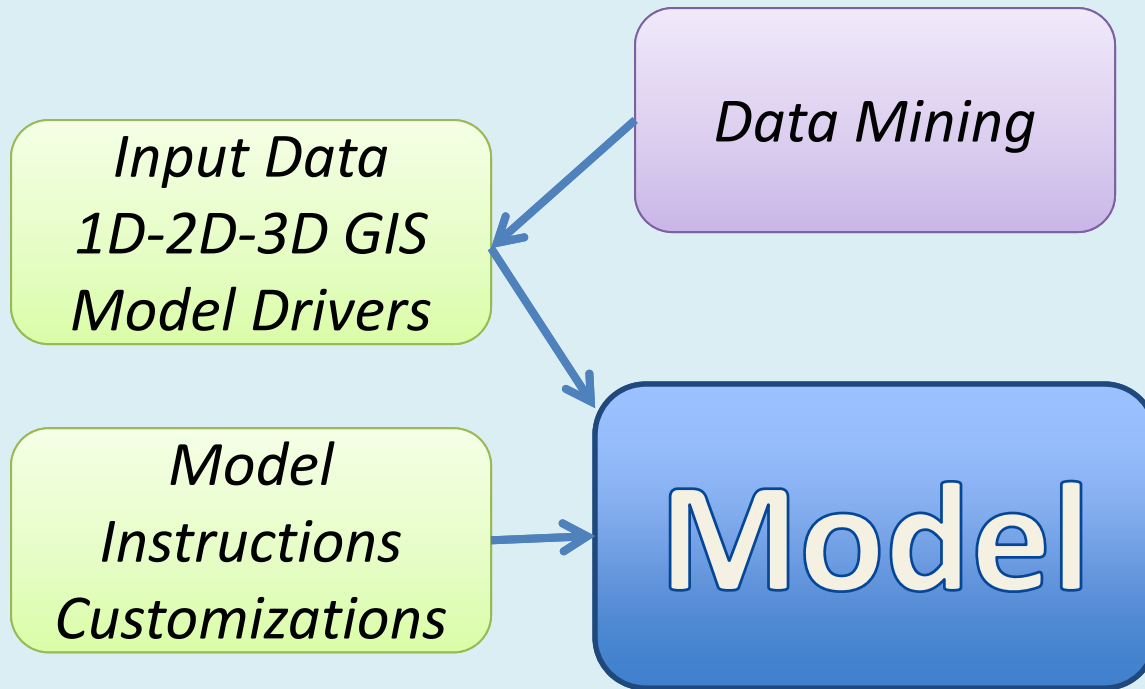 Data Mining
Input Data
1D-2D-3D GIS
Model Drivers
Model
Instructions
Customizations
Model